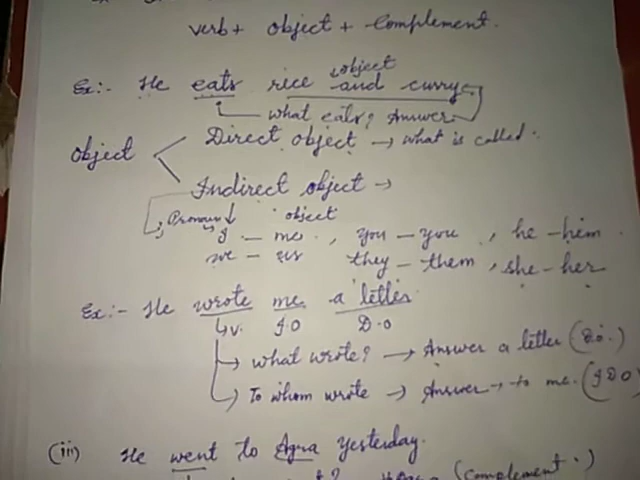 verb + object + Complement.
object
Ex:- He eats rice and curry
what eats? Answer
object
Direct object → what is called.
Indirect object →
Pronoun object
I - me , you - you , he - him
we - us they - them , she - her
Ex:- He wrote me a letter
v. I.O D.O
what wrote? → Answer a letter (D.O.)
To whom wrote → Answer → to me. (I D O)
(iii) He went to Agra yesterday.
(Complement.)